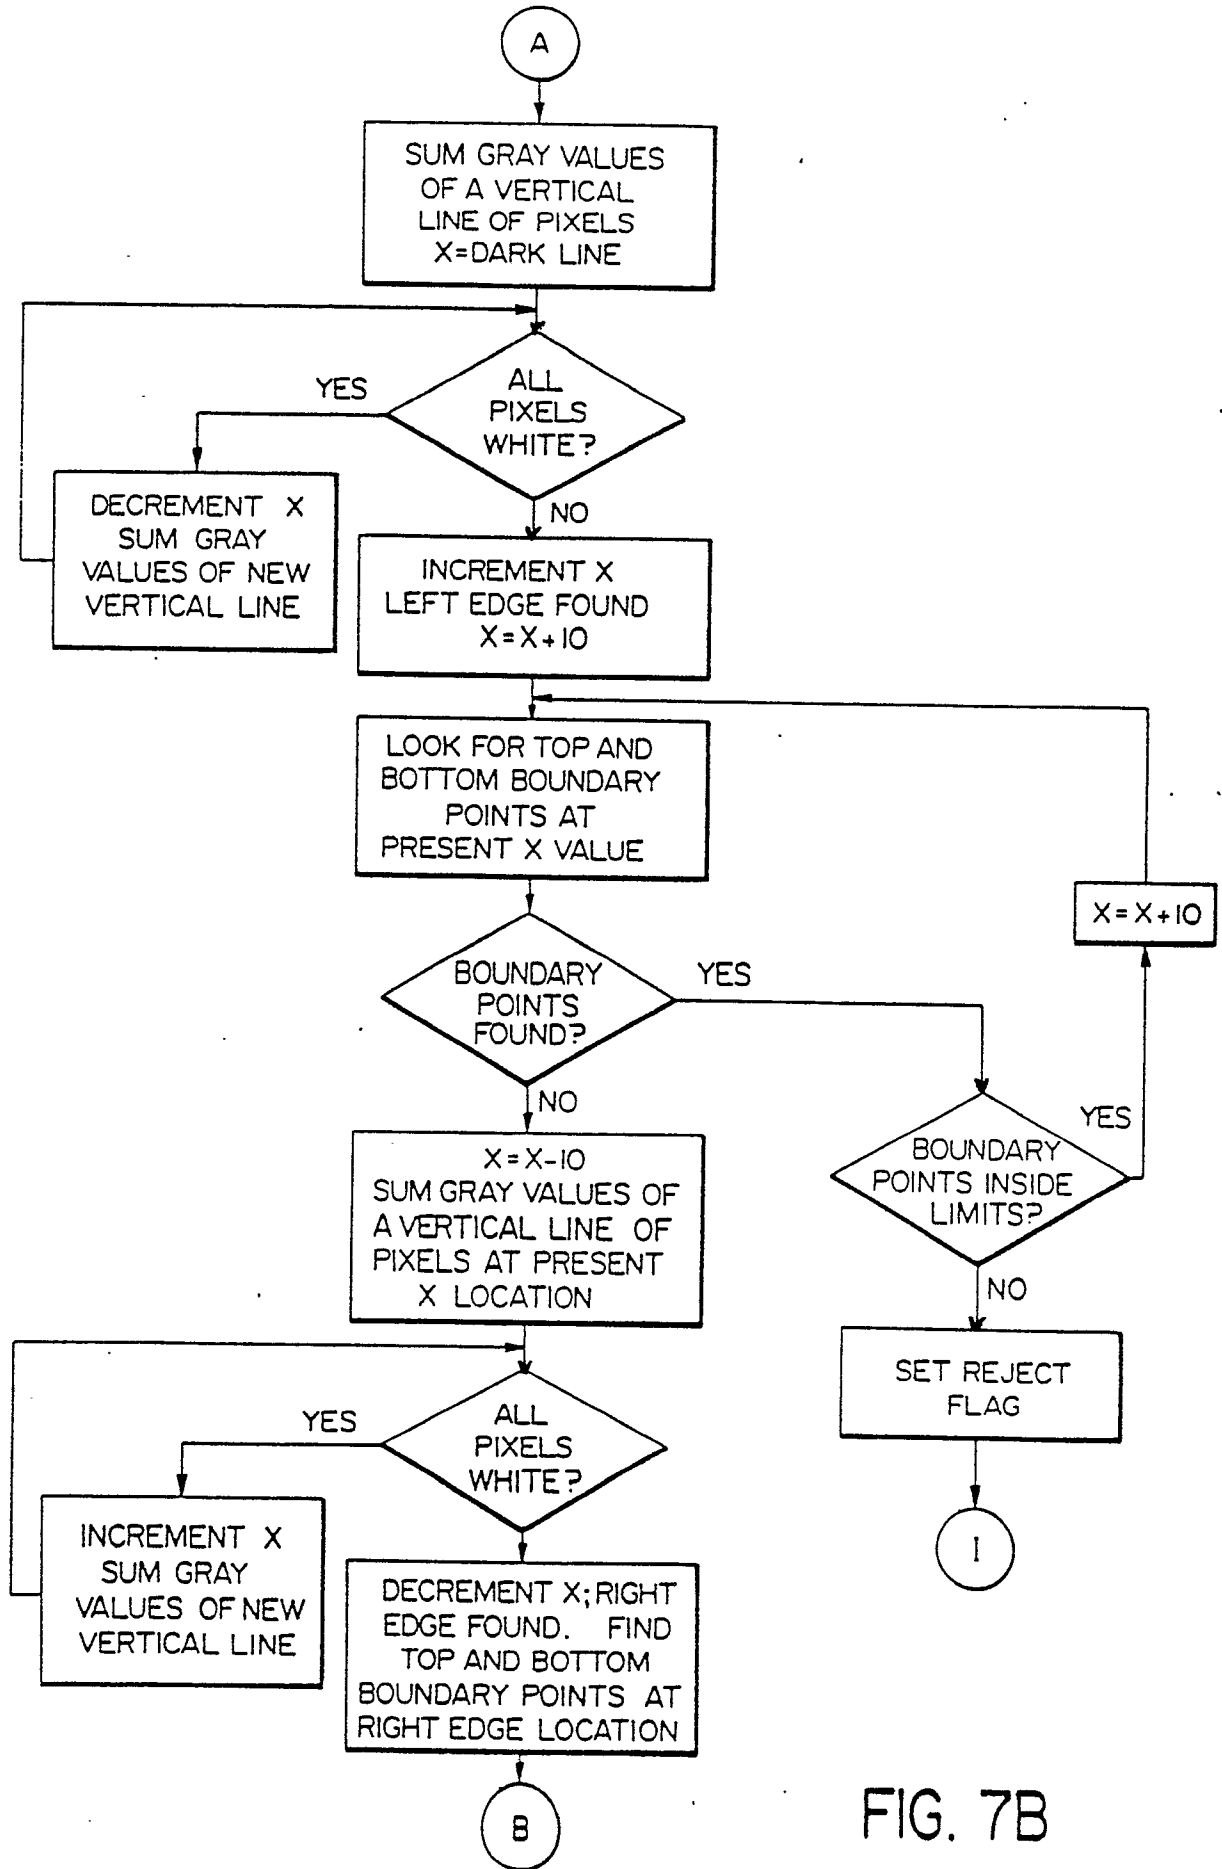 A
SUM GRAY VALUES
OF A VERTICAL
LINE OF PIXELS
X=DARK LINE
ALL
PIXELS
WHITE?
YES
DECREMENT X
SUM GRAY
VALUES OF NEW
VERTICAL LINE
NO
INCREMENT X
LEFT EDGE FOUND
X=X+10
LOOK FOR TOP AND
BOTTOM BOUNDARY
POINTS AT
PRESENT X VALUE
X=X+10
BOUNDARY
POINTS
FOUND?
YES
NO
BOUNDARY
POINTS INSIDE
LIMITS?
YES
NO
X=X-10
SUM GRAY VALUES OF
A VERTICAL LINE OF
PIXELS AT PRESENT
X LOCATION
SET REJECT
FLAG
I
ALL
PIXELS
WHITE?
YES
INCREMENT X
SUM GRAY
VALUES OF NEW
VERTICAL LINE
DECREMENT X; RIGHT
EDGE FOUND. FIND
TOP AND BOTTOM
BOUNDARY POINTS AT
RIGHT EDGE LOCATION
B
FIG. 7B